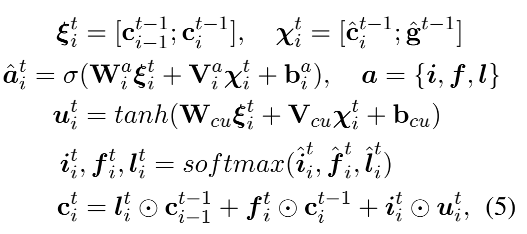 ξ_i^t = [c_{i-1}^{t-1}; c_i^{t-1}], χ_i^t = [ĉ_i^{t-1}; ĝ^{t-1}]
â_i^t = σ(W_i^a ξ_i^t + V_i^a χ_i^t + b_i^a), a = {i, f, l}
u_i^t = tanh(W_{cu} ξ_i^t + V_{cu} χ_i^t + b_{cu})
i_i^t, f_i^t, l_i^t = softmax(î_i^t, f̂_i^t, l̂_i^t)
c_i^t = l_i^t ⊙ c_{i-1}^{t-1} + f_i^t ⊙ c_i^{t-1} + i_i^t ⊙ u_i^t, (5)